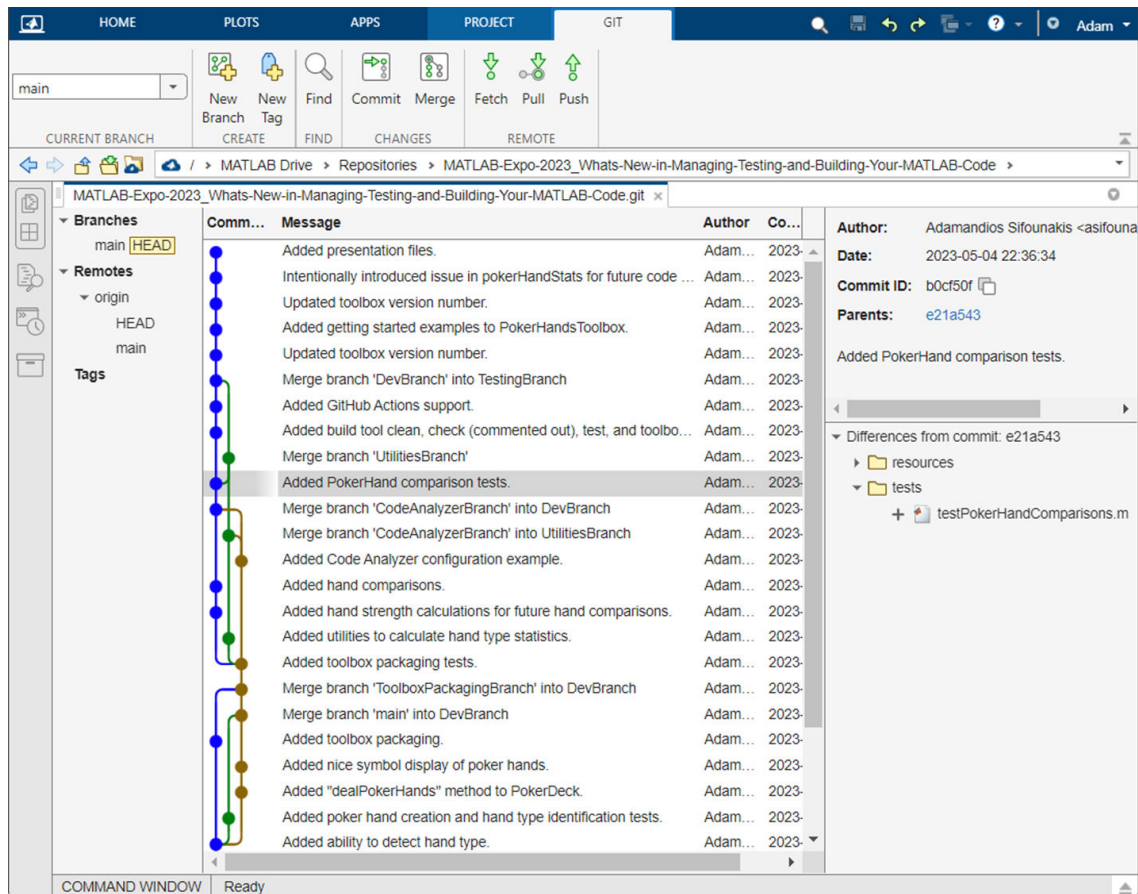 HOME PLOTS APPS PROJECT GIT Adam
main
New Branch New Tag Find Commit Merge Fetch Pull Push
CURRENT BRANCH CREATE FIND CHANGES REMOTE
/ > MATLAB Drive > Repositories > MATLAB-Expo-2023_Whats-New-in-Managing-Testing-and-Building-Your-MATLAB-Code >
MATLAB-Expo-2023_Whats-New-in-Managing-Testing-and-Building-Your-MATLAB-Code.git ×
Branches
main HEAD
Remotes
origin
HEAD
main
Tags
Comm... Message Author Co...
Added presentation files. Adam... 2023-
Intentionally introduced issue in pokerHandStats for future code ... Adam... 2023-
Updated toolbox version number. Adam... 2023-
Added getting started examples to PokerHandsToolbox. Adam... 2023-
Updated toolbox version number. Adam... 2023-
Merge branch 'DevBranch' into TestingBranch Adam... 2023-
Added GitHub Actions support. Adam... 2023-
Added build tool clean, check (commented out), test, and toolbo... Adam... 2023-
Merge branch 'UtilitiesBranch' Adam... 2023-
Added PokerHand comparison tests. Adam... 2023-
Merge branch 'CodeAnalyzerBranch' into DevBranch Adam... 2023-
Merge branch 'CodeAnalyzerBranch' into UtilitiesBranch Adam... 2023-
Added Code Analyzer configuration example. Adam... 2023-
Added hand comparisons. Adam... 2023-
Added hand strength calculations for future hand comparisons. Adam... 2023-
Added utilities to calculate hand type statistics. Adam... 2023-
Added toolbox packaging tests. Adam... 2023-
Merge branch 'ToolboxPackagingBranch' into DevBranch Adam... 2023-
Merge branch 'main' into DevBranch Adam... 2023-
Added toolbox packaging. Adam... 2023-
Added nice symbol display of poker hands. Adam... 2023-
Added "dealPokerHands" method to PokerDeck. Adam... 2023-
Added poker hand creation and hand type identification tests. Adam... 2023-
Added ability to detect hand type. Adam... 2023-
Author: Adamandios Sifounakis <asifouna
Date: 2023-05-04 22:36:34
Commit ID: b0cf50f
Parents: e21a543
Added PokerHand comparison tests.
Differences from commit: e21a543
resources
tests
+ testPokerHandComparisons.m
COMMAND WINDOW Ready